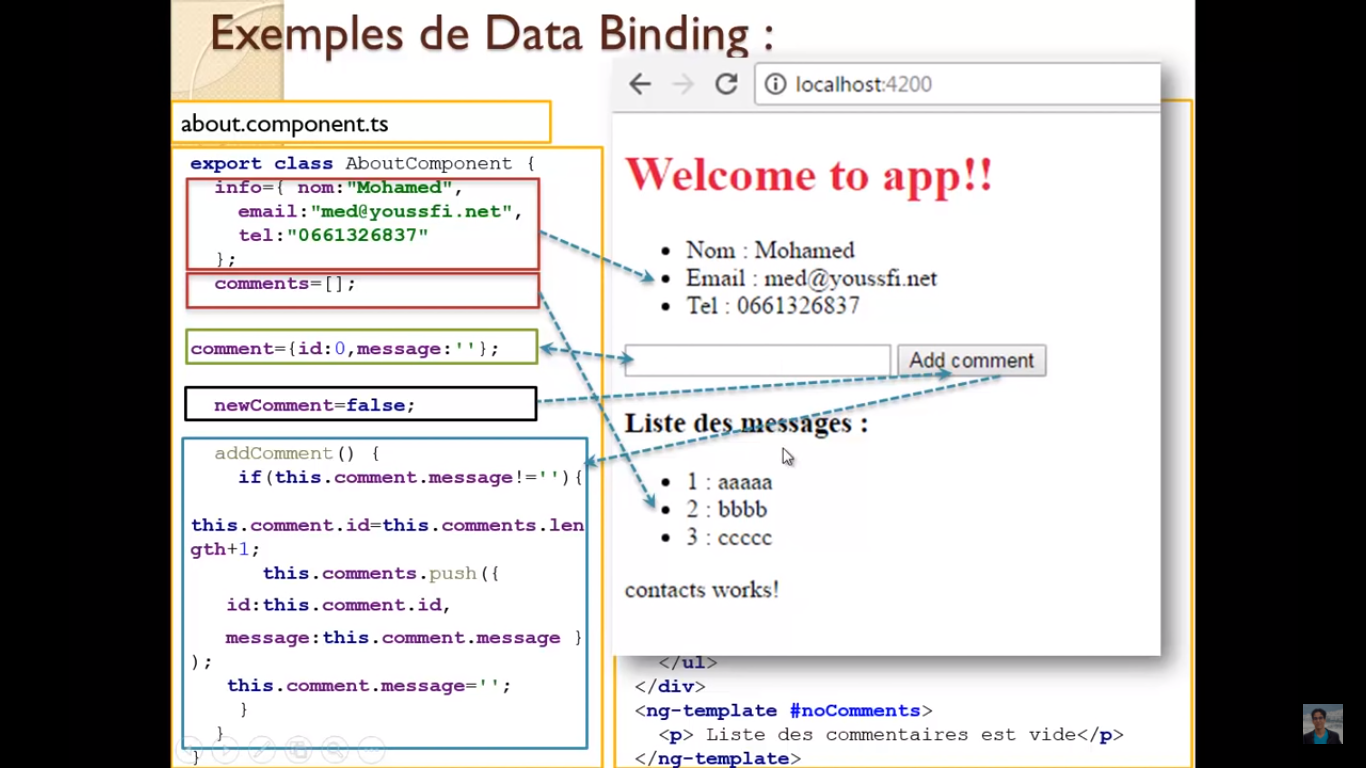 Exemples de Data Binding :
about.component.ts
export class AboutComponent {
info={ nom:"Mohamed",
email:"med@youssfi.net",
tel:"0661326837"
};
comments=[];
comment={id:0,message:''};
newComment=false;
addComment() {
if(this.comment.message!=''){
this.comment.id=this.comments.len
gth+1;
this.comments.push({
id:this.comment.id,
message:this.comment.message }
);
this.comment.message='';
}
}
}
localhost:4200
Welcome to app!!
Nom : Mohamed
Email : med@youssfi.net
Tel : 0661326837
Add comment
Liste des messages :
1 : aaaaa
2 : bbbb
3 : ccccc
contacts works!
</ul>
</div>
<ng-template #noComments>
<p> Liste des commentaires est vide</p>
</ng-template>